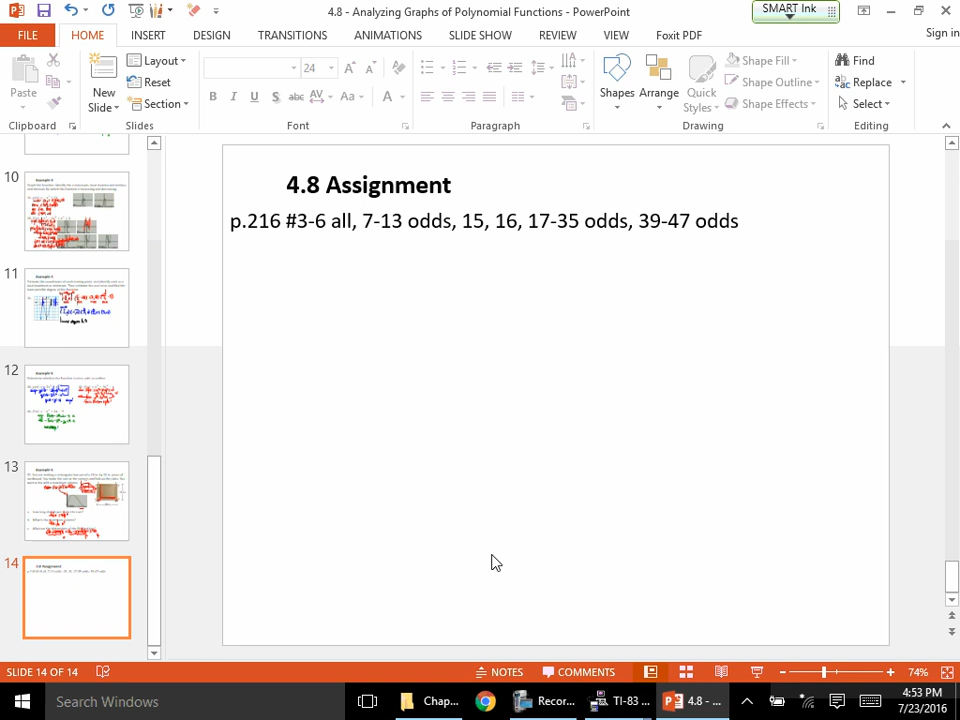 4.8 - Analyzing Graphs of Polynomial Functions - PowerPoint
SMART Ink
FILE HOME INSERT DESIGN TRANSITIONS ANIMATIONS SLIDE SHOW REVIEW VIEW Foxit PDF Sign in
Paste
New Slide
Layout
Reset
Section
24
B I U S abc AV Aa A
Shapes Arrange Quick Styles
Shape Fill
Shape Outline
Shape Effects
Find
Replace
Select
Clipboard Slides Font Paragraph Drawing Editing
10
11
12
13
14
4.8 Assignment
p.216 #3-6 all, 7-13 odds, 15, 16, 17-35 odds, 39-47 odds
SLIDE 14 OF 14 NOTES COMMENTS 74%
Search Windows Chap... Recor... TI-83 ... 4.8 - ...
4:53 PM
7/23/2016